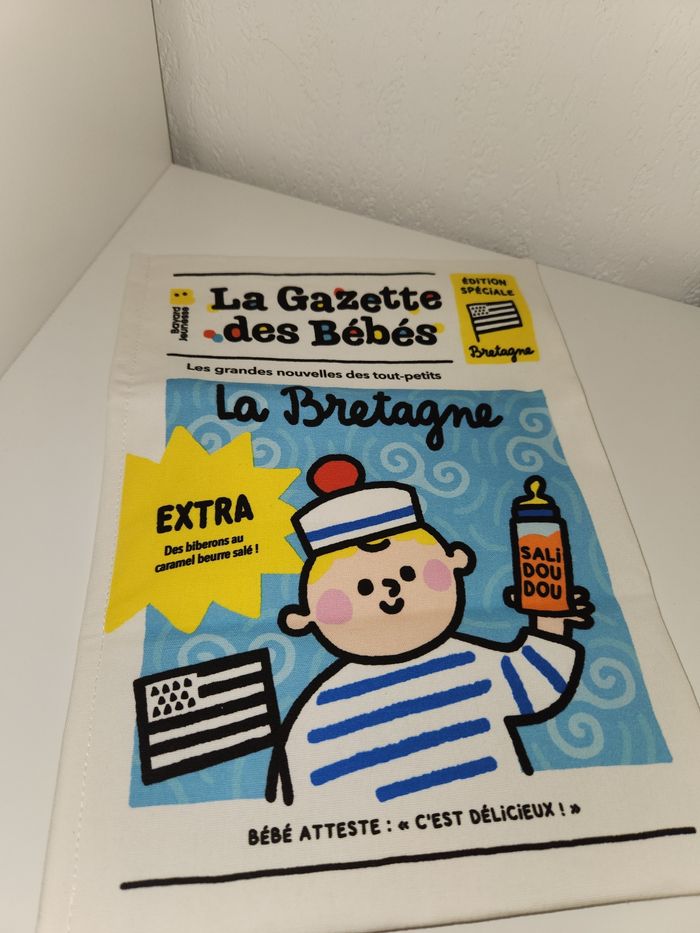 Bayard
Jeunesse
La Gazette
des Bébés
ÉDITION
SPÉCIALE
Bretagne
Les grandes nouvelles des tout-petits
La Bretagne
EXTRA
Des biberons au
caramel beurre salé !
SALi
DOU
DOU
BÉBÉ ATTESTE : « C'EST DÉLiCiEUX ! »